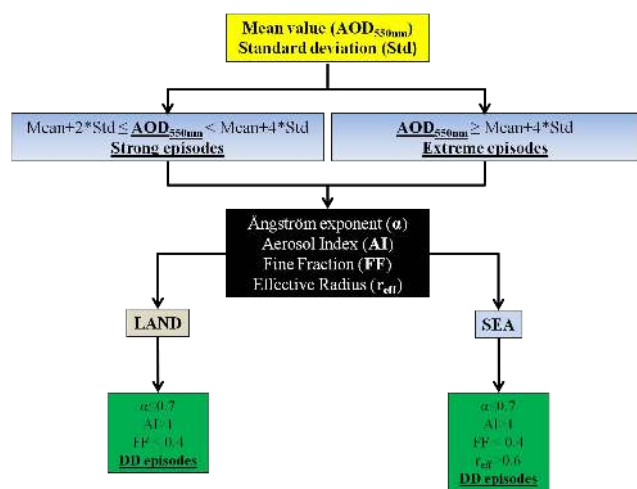 Mean value (AOD550nm)
Standard deviation (Std)
Mean+2*Std ≤ AOD550nm < Mean+4*Std
Strong episodes
AOD550nm ≥ Mean+4*Std
Extreme episodes
Ångström exponent (α)
Aerosol Index (AI)
Fine Fraction (FF)
Effective Radius (reff)
LAND
SEA
α 0.7
AI 1
FF < 0.4
DD episodes
α 0.7
AI 1
FF < 0.4
reff 0.6
DD episodes